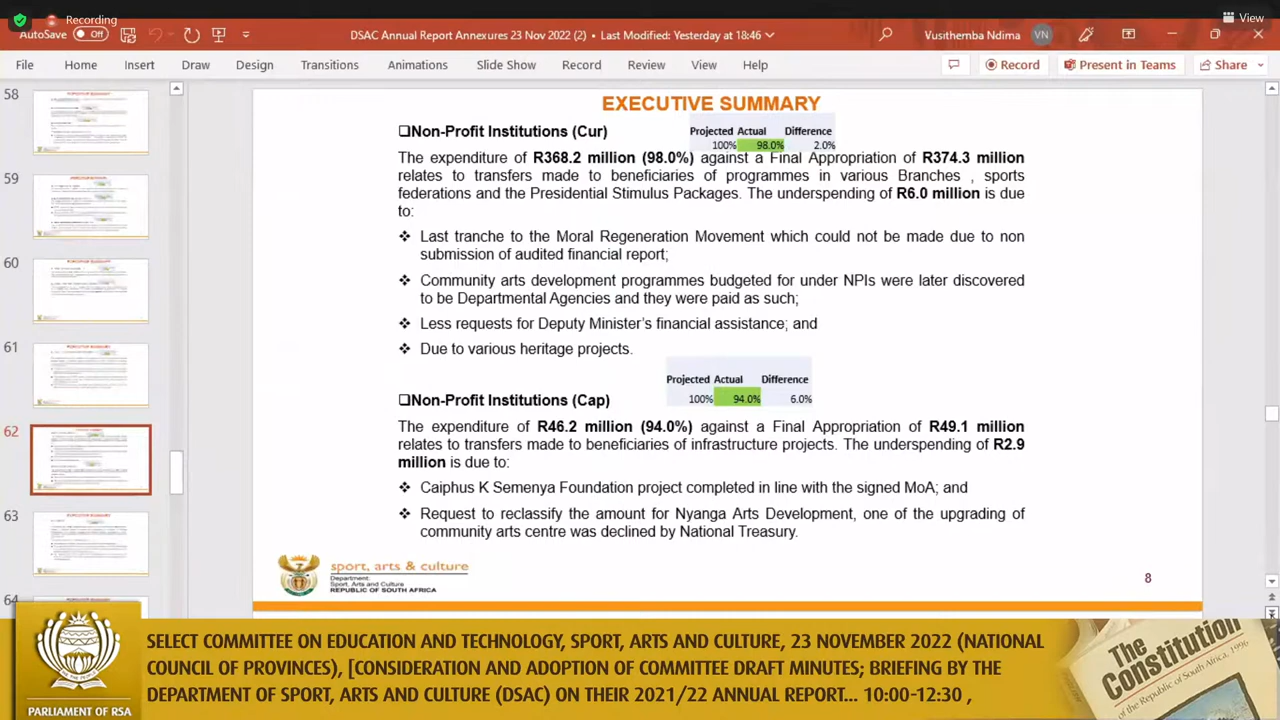 Recording
View
AutoSave Off
DSAC Annual Report Annexures 23 Nov 2022 (2) • Last Modified: Yesterday at 18:46
Vusithemba Ndima VN
File Home Insert Draw Design Transitions Animations Slide Show Record Review View Help
Record Present in Teams Share
58
59
60
61
62
63
64
EXECUTIVE SUMMARY
❑Non-Profit Institutions (Cur)
Projected Actual Difference
100% 98.0% 2.0%
The expenditure of R368.2 million (98.0%) against a Final Appropriation of R374.3 million
relates to transfers made to beneficiaries of programmes in various Branches , sports
federations and the Presidential Stimulus Packages. The underspending of R6.0 million is due
to:
❖ Last tranche to the Moral Regeneration Movement which could not be made due to non
submission of audited financial report;
❖ Community arts development programmes budgeted for under NPIs were later discovered
to be Departmental Agencies and they were paid as such;
❖ Less requests for Deputy Minister's financial assistance; and
❖ Due to various heritage projects.
Projected Actual Difference
100% 94.0% 6.0%
❑Non-Profit Institutions (Cap)
The expenditure of R46.2 million (94.0%) against a Final Appropriation of R49.1 million
relates to transfers made to beneficiaries of infrastructure projects. The underspending of R2.9
million is due to:
❖ Caiphus K Semenya Foundation project completed in line with the signed MoA; and
❖ Request to reclassify the amount for Nyanga Arts Development, one of the upgrading of
community arts centre was declined by National Treasury.
sport, arts & culture
Department:
Sport, Arts and Culture
REPUBLIC OF SOUTH AFRICA
8
SELECT COMMITTEE ON EDUCATION AND TECHNOLOGY, SPORT, ARTS AND CULTURE, 23 NOVEMBER 2022 (NATIONAL
COUNCIL OF PROVINCES), [CONSIDERATION AND ADOPTION OF COMMITTEE DRAFT MINUTES; BRIEFING BY THE
DEPARTMENT OF SPORT, ARTS AND CULTURE (DSAC) ON THEIR 2021/22 ANNUAL REPORT... 10:00-12:30 ,
PARLIAMENT OF RSA
The
Constitution
of the Republic of South Africa, 1996